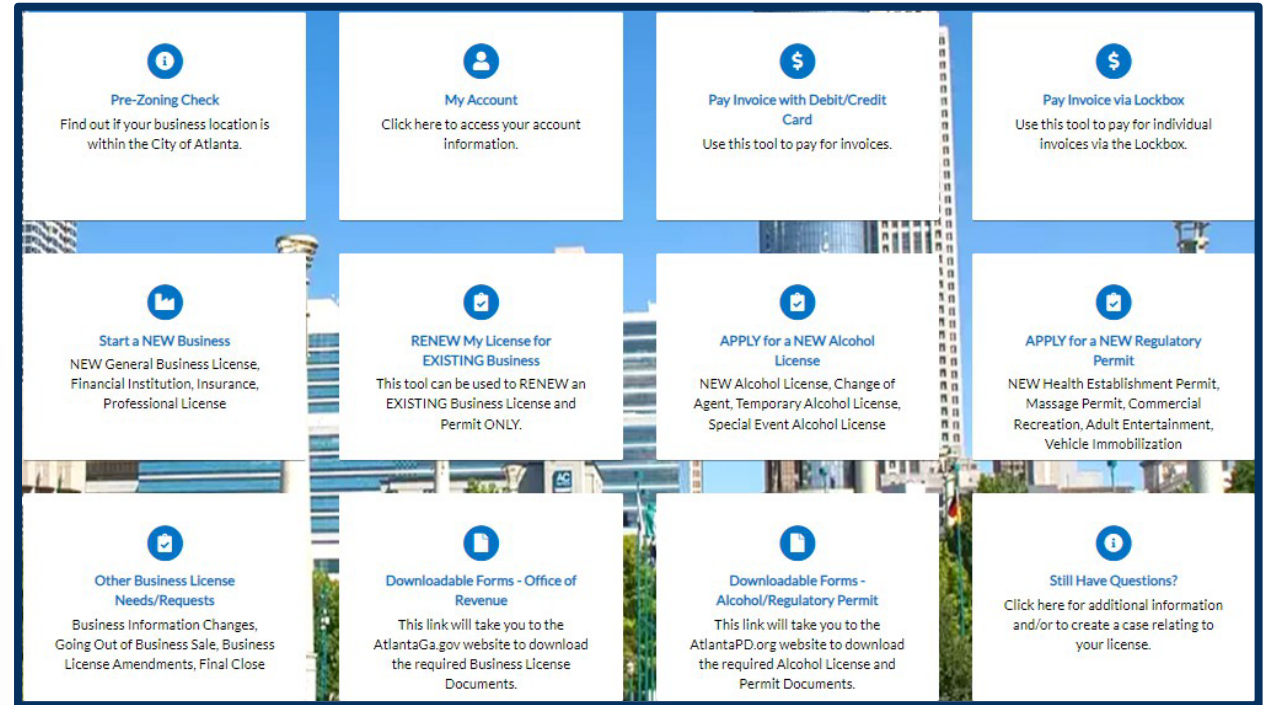 Pre-Zoning Check
Find out if your business location is
within the City of Atlanta.
My Account
Click here to access your account
information.
Pay Invoice with Debit/Credit
Card
Use this tool to pay for invoices.
Pay Invoice via Lockbox
Use this tool to pay for individual
invoices via the Lockbox.
Start a NEW Business
NEW General Business License,
Financial Institution, Insurance,
Professional License
RENEW My License for
EXISTING Business
This tool can be used to RENEW an
EXISTING Business License and
Permit ONLY.
APPLY for a NEW Alcohol
License
NEW Alcohol License, Change of
Agent, Temporary Alcohol License,
Special Event Alcohol License
APPLY for a NEW Regulatory
Permit
NEW Health Establishment Permit,
Massage Permit, Commercial
Recreation, Adult Entertainment,
Vehicle Immobilization
AC
Other Business License
Needs/Requests
Business Information Changes,
Going Out of Business Sale, Business
License Amendments, Final Close
Downloadable Forms - Office of
Revenue
This link will take you to the
AtlantaGa.gov website to download
the required Business License
Documents.
Downloadable Forms -
Alcohol/Regulatory Permit
This link will take you to the
AtlantaPD.org website to download
the required Alcohol License and
Permit Documents.
Still Have Questions?
Click here for additional information
and/or to create a case relating to
your license.